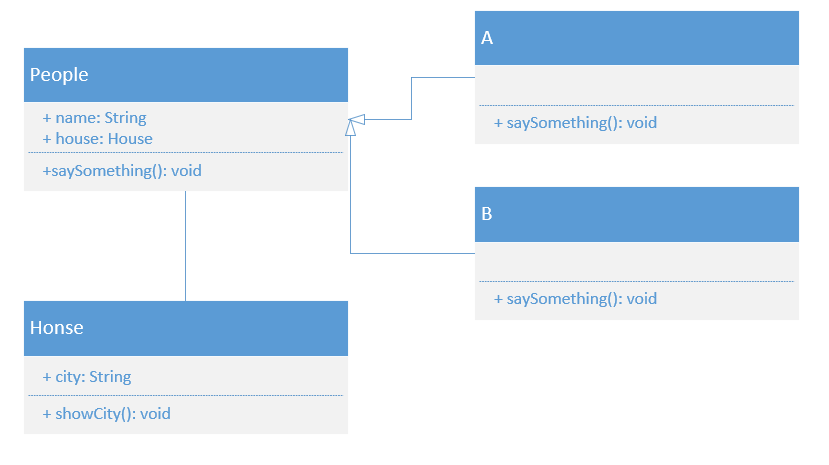 People
+ name: String
+ house: House
+saySomething(): void
A
+ saySomething(): void
B
+ saySomething(): void
Honse
+ city: String
+ showCity(): void